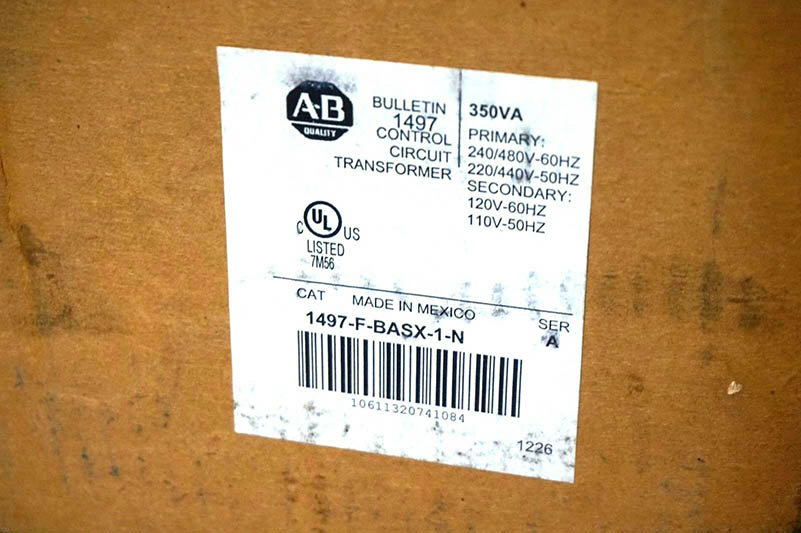 A-B
QUALITY
BULLETIN
1497
CONTROL
CIRCUIT
TRANSFORMER
350VA
PRIMARY:
240/480V-60HZ
220/440V-50HZ
SECONDARY:
120V-60HZ
110V-50HZ
C UL US
LISTED
7M56
CAT MADE IN MEXICO SER
1497-F-BASX-1-N A
10611320741084
1226